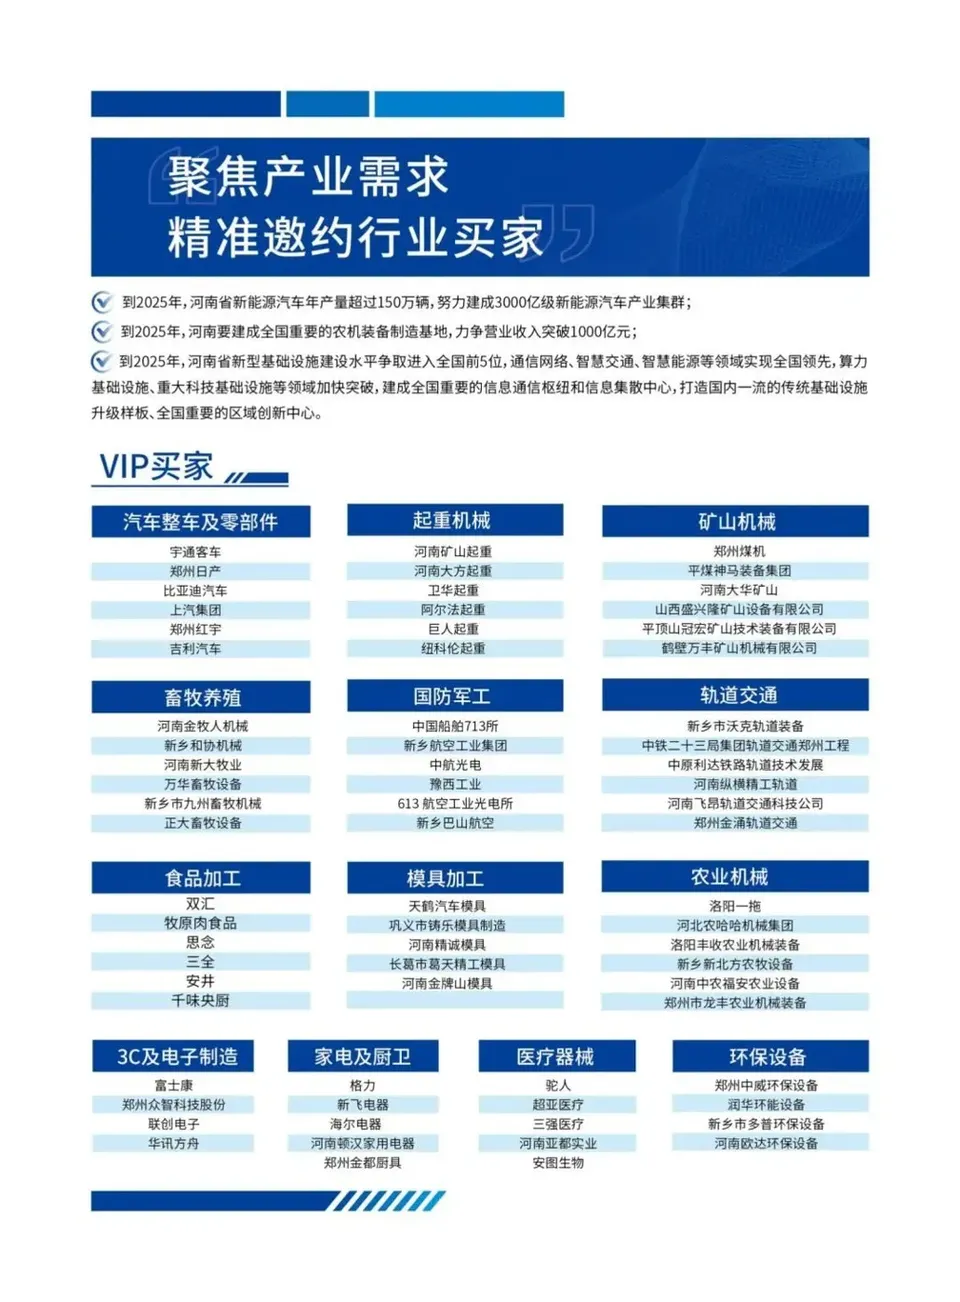 聚焦产业需求
精准邀约行业买家
到2025年，河南省新能源汽车年产量超过150万辆，努力建成3000亿级新能源汽车产业集群；
到2025年，河南要建成全国重要的农机装备制造基地，力争营业收入突破1000亿元；
到2025年，河南省新型基础设施建设水平争取进入全国前5位，通信网络、智慧交通、智慧能源等领域实现全国领先，算力
基础设施、重大科技基础设施等领域加快突破，建成全国重要的信息通信枢纽和信息集散中心，打造国内一流的传统基础设施
升级样板、全国重要的区域创新中心。
VIP买家
汽车整车及零部件
宇通客车
郑州日产
比亚迪汽车
上汽集团
郑州红宇
吉利汽车
起重机械
河南矿山起重
河南大方起重
卫华起重
阿尔法起重
巨人起重
纽科伦起重
矿山机械
郑州煤机
平煤神马装备集团
河南大华矿山
山西盛兴隆矿山设备有限公司
平顶山冠宏矿山技术装备有限公司
鹤壁万丰矿山机械有限公司
畜牧养殖
河南金牧人机械
新乡和协机械
河南新大牧业
万华畜牧设备
新乡市九州畜牧机械
正大畜牧设备
国防军工
中国船舶713所
新乡航空工业集团
中航光电
豫西工业
613 航空工业光电所
新乡巴山航空
轨道交通
新乡市沃克轨道装备
中铁二十三局集团轨道交通郑州工程
中原利达铁路轨道技术发展
河南纵横精工轨道
河南飞昂轨道交通科技公司
郑州金涌轨道交通
食品加工
双汇
牧原肉食品
思念
三全
安井
千味央厨
模具加工
天鹤汽车模具
巩义市铸乐模具制造
河南精诚模具
长葛市葛天精工模具
河南金牌山模具
农业机械
洛阳一拖
河北农哈哈机械集团
洛阳丰收农业机械装备
新乡新北方农牧设备
河南中农福安农业设备
郑州市龙丰农业机械装备
3C及电子制造
富士康
郑州众智科技股份
联创电子
华讯方舟
家电及厨卫
格力
新飞电器
海尔电器
河南顿汉家用电器
郑州金都厨具
医疗器械
驼人
超亚医疗
三强医疗
河南亚都实业
安图生物
环保设备
郑州中威环保设备
润华环能设备
新乡市多普环保设备
河南欧达环保设备